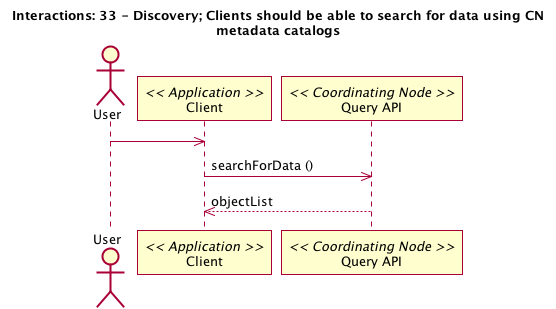 Interactions: 33 – Discovery; Clients should be able to search for data using CN
metadata catalogs
User
<< Application >>
Client
<< Coordinating Node >>
Query API
searchForData ()
objectList
User
<< Application >>
Client
<< Coordinating Node >>
Query API